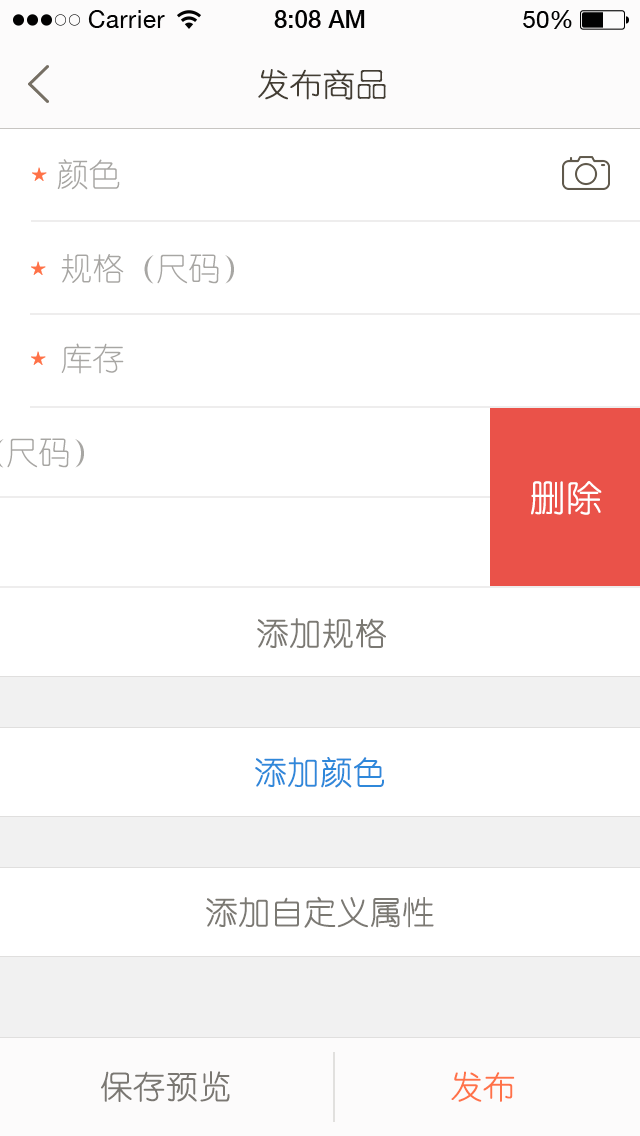 Carrier 8:08 AM 50%
发布商品
★ 颜色
★ 规格（尺码）
★ 库存
（尺码）
删除
添加规格
添加颜色
添加自定义属性
保存预览 发布